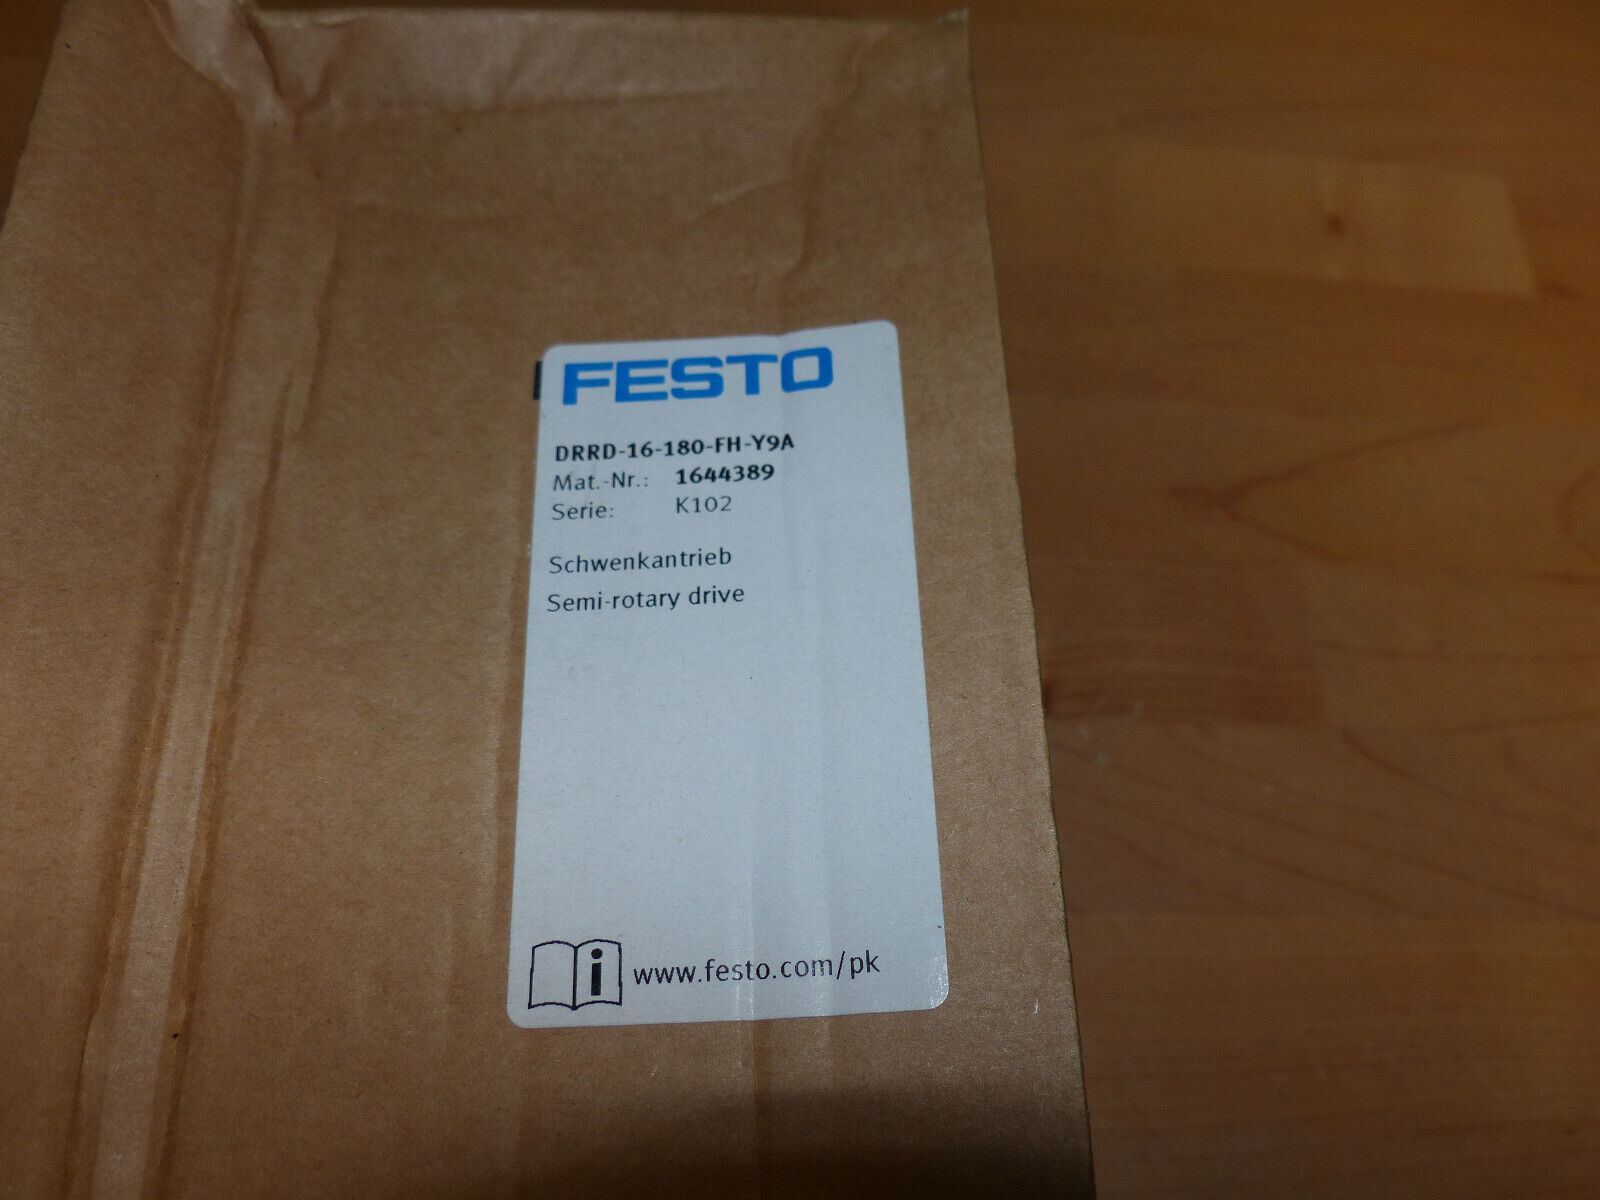 FESTO
DRRD-16-180-FH-Y9A
Mat.-Nr.: 1644389
Serie: K102
Schwenkantrieb
Semi-rotary drive
i www.festo.com/pk